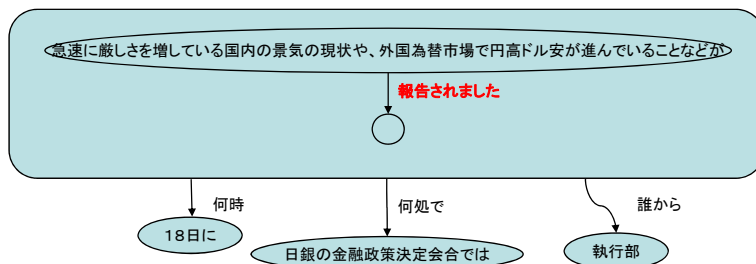 急速に厳しさを増している国内の景気の現状や、外国為替市場で円高ドル安が進んでいることなどが
報告されました
何時
何処で
誰から
18日に
日銀の金融政策決定会合では
執行部